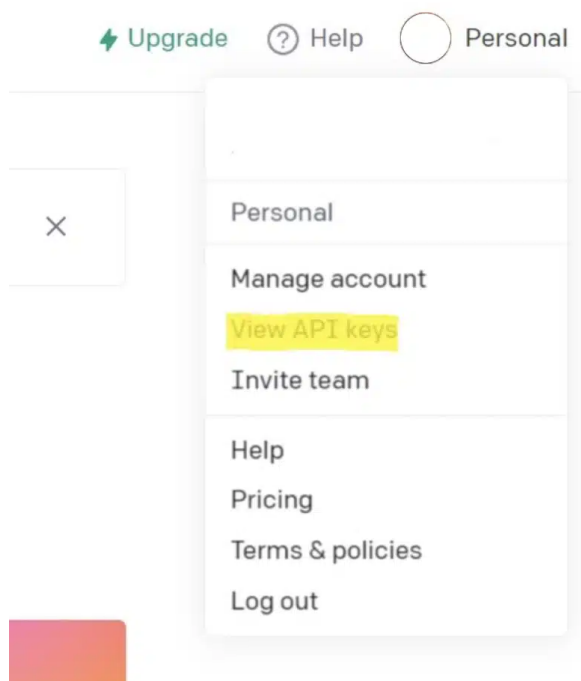 Upgrade Help Personal
Personal
Manage account
View API keys
Invite team
Help
Pricing
Terms & policies
Log out